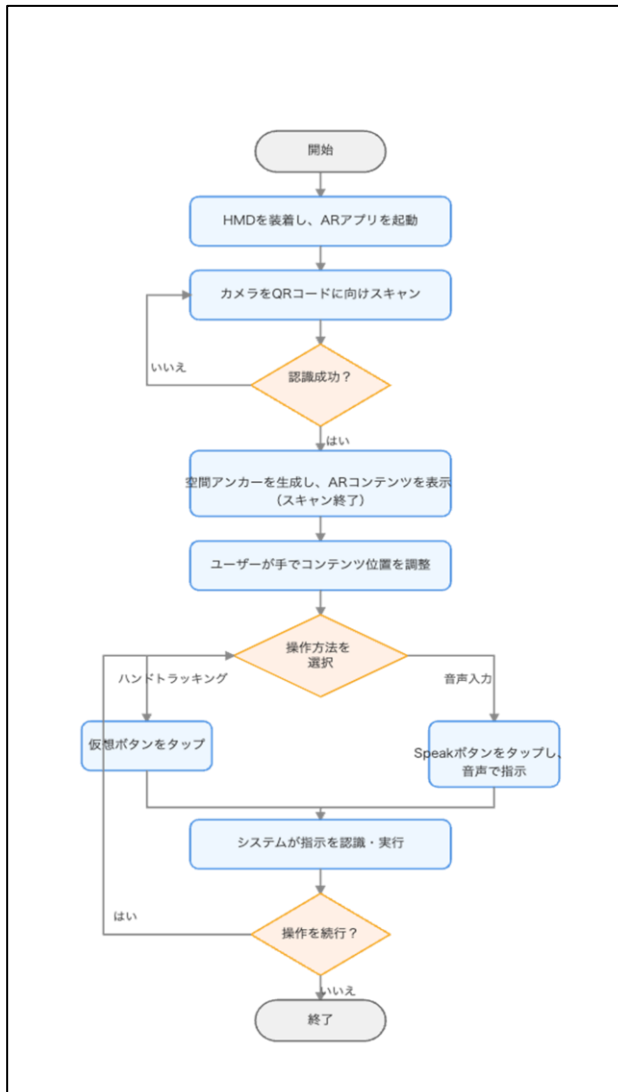 開始
HMDを装着し、ARアプリを起動
カメラをQRコードに向けスキャン
いいえ
認識成功？
はい
空間アンカーを生成し、ARコンテンツを表示
（スキャン終了）
ユーザーが手でコンテンツ位置を調整
操作方法を
選択
ハンドトラッキング
音声入力
仮想ボタンをタップ
Speakボタンをタップし、
音声で指示
システムが指示を認識・実行
はい
操作を続行？
いいえ
終了